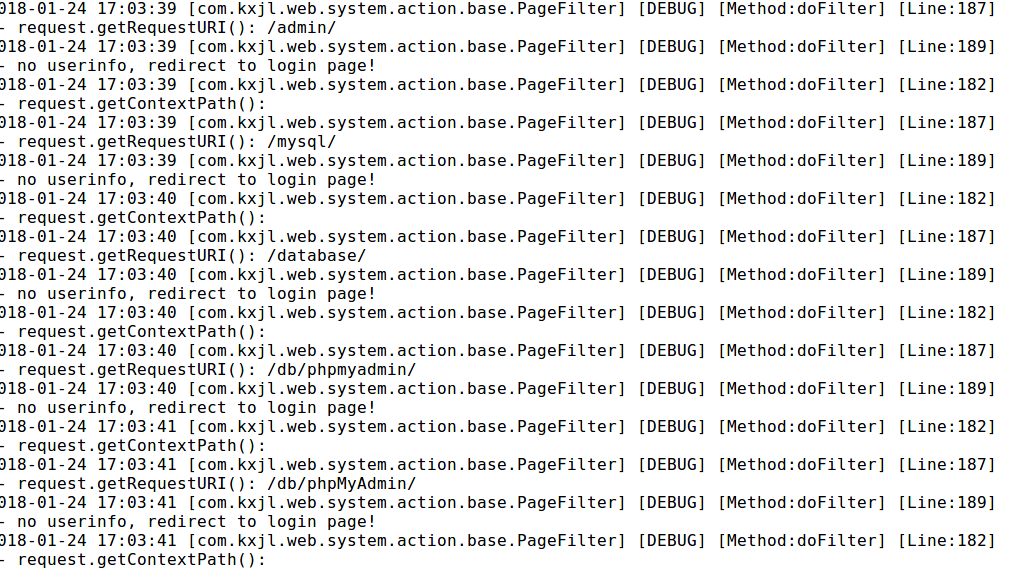 018-01-24 17:03:39 [com.kxjl.web.system.action.base.PageFilter] [DEBUG] [Method:doFilter] [Line:187]
- request.getRequestURI(): /admin/
018-01-24 17:03:39 [com.kxjl.web.system.action.base.PageFilter] [DEBUG] [Method:doFilter] [Line:189]
- no userinfo, redirect to login page!
018-01-24 17:03:39 [com.kxjl.web.system.action.base.PageFilter] [DEBUG] [Method:doFilter] [Line:182]
- request.getContextPath():
018-01-24 17:03:39 [com.kxjl.web.system.action.base.PageFilter] [DEBUG] [Method:doFilter] [Line:187]
- request.getRequestURI(): /mysql/
018-01-24 17:03:39 [com.kxjl.web.system.action.base.PageFilter] [DEBUG] [Method:doFilter] [Line:189]
- no userinfo, redirect to login page!
018-01-24 17:03:40 [com.kxjl.web.system.action.base.PageFilter] [DEBUG] [Method:doFilter] [Line:182]
- request.getContextPath():
018-01-24 17:03:40 [com.kxjl.web.system.action.base.PageFilter] [DEBUG] [Method:doFilter] [Line:187]
- request.getRequestURI(): /database/
018-01-24 17:03:40 [com.kxjl.web.system.action.base.PageFilter] [DEBUG] [Method:doFilter] [Line:189]
- no userinfo, redirect to login page!
018-01-24 17:03:40 [com.kxjl.web.system.action.base.PageFilter] [DEBUG] [Method:doFilter] [Line:182]
- request.getContextPath():
018-01-24 17:03:40 [com.kxjl.web.system.action.base.PageFilter] [DEBUG] [Method:doFilter] [Line:187]
- request.getRequestURI(): /db/phpmyadmin/
018-01-24 17:03:40 [com.kxjl.web.system.action.base.PageFilter] [DEBUG] [Method:doFilter] [Line:189]
- no userinfo, redirect to login page!
018-01-24 17:03:41 [com.kxjl.web.system.action.base.PageFilter] [DEBUG] [Method:doFilter] [Line:182]
- request.getContextPath():
018-01-24 17:03:41 [com.kxjl.web.system.action.base.PageFilter] [DEBUG] [Method:doFilter] [Line:187]
- request.getRequestURI(): /db/phpMyAdmin/
018-01-24 17:03:41 [com.kxjl.web.system.action.base.PageFilter] [DEBUG] [Method:doFilter] [Line:189]
- no userinfo, redirect to login page!
018-01-24 17:03:41 [com.kxjl.web.system.action.base.PageFilter] [DEBUG] [Method:doFilter] [Line:182]
- request.getContextPath():